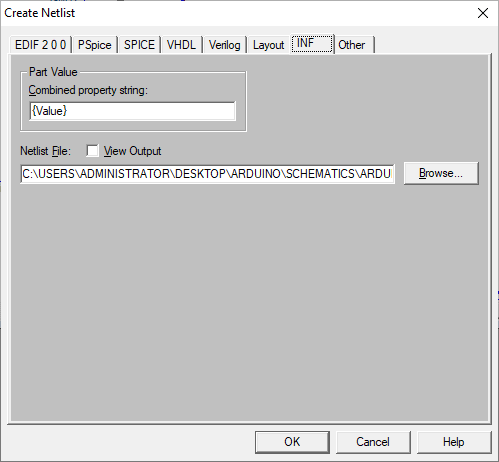 Create Netlist
EDIF 2 0 0 PSpice SPICE VHDL Verilog Layout INF Other
Part Value
Combined property string:
{Value}
Netlist File: View Output
C:\USERS\ADMINISTRATOR\DESKTOP\ARDUINO\SCHEMATICS\ARDUI
Browse...
OK Cancel Help